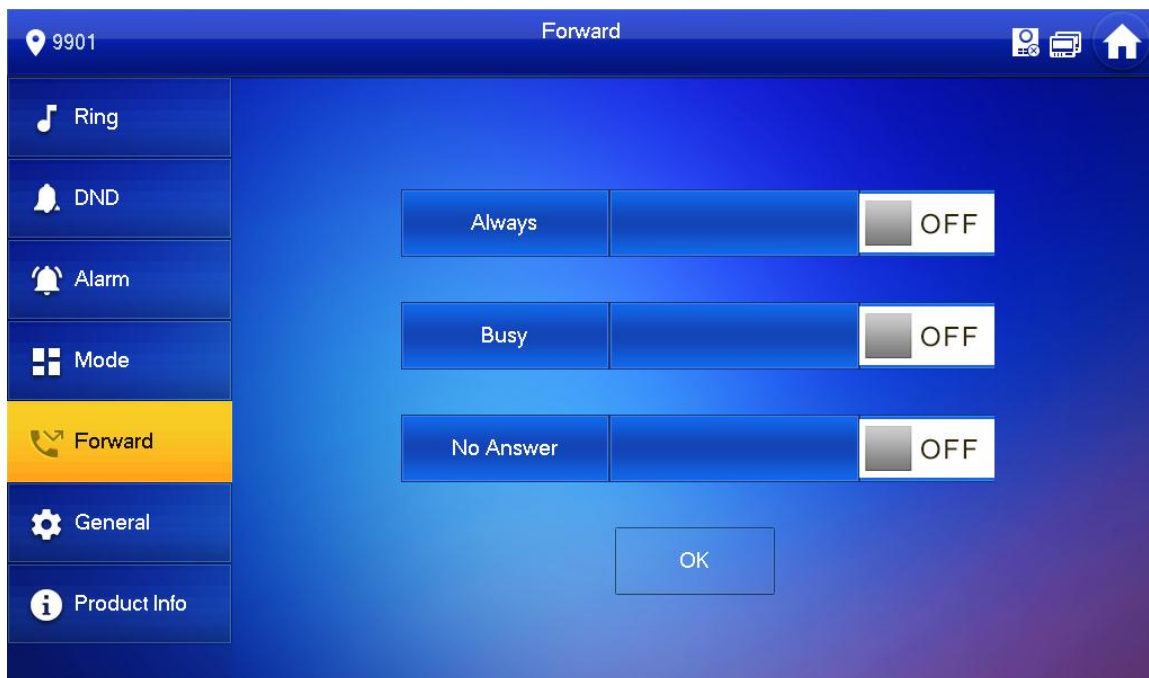 9901
Forward
Ring
DND
Alarm
Mode
Forward
General
Product Info
Always
OFF
Busy
OFF
No Answer
OFF
OK